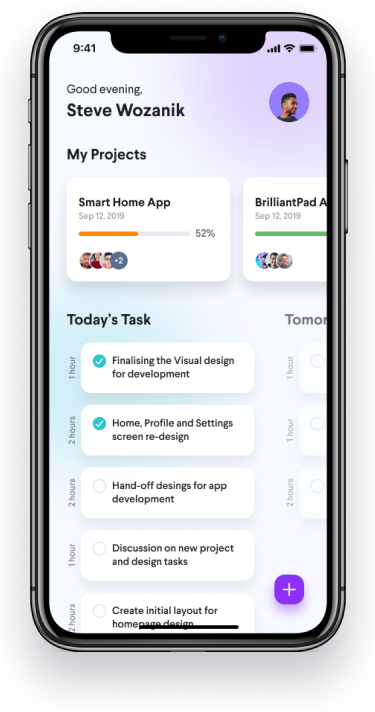 9:41
Good evening,
Steve Wozanik
My Projects
Smart Home App
Sep 12, 2019
52%
+2
BrilliantPad A
Sep 12, 2019
Today's Task
Tomor
1 hour
Finalising the Visual design
for development
1 hour
2 hours
Home, Profile and Settings
screen re-design
1 hour
2 hours
Hand-off desings for app
development
2 hours
1 hour
Discussion on new project
and design tasks
2 hours
Create initial layout for
homepage design